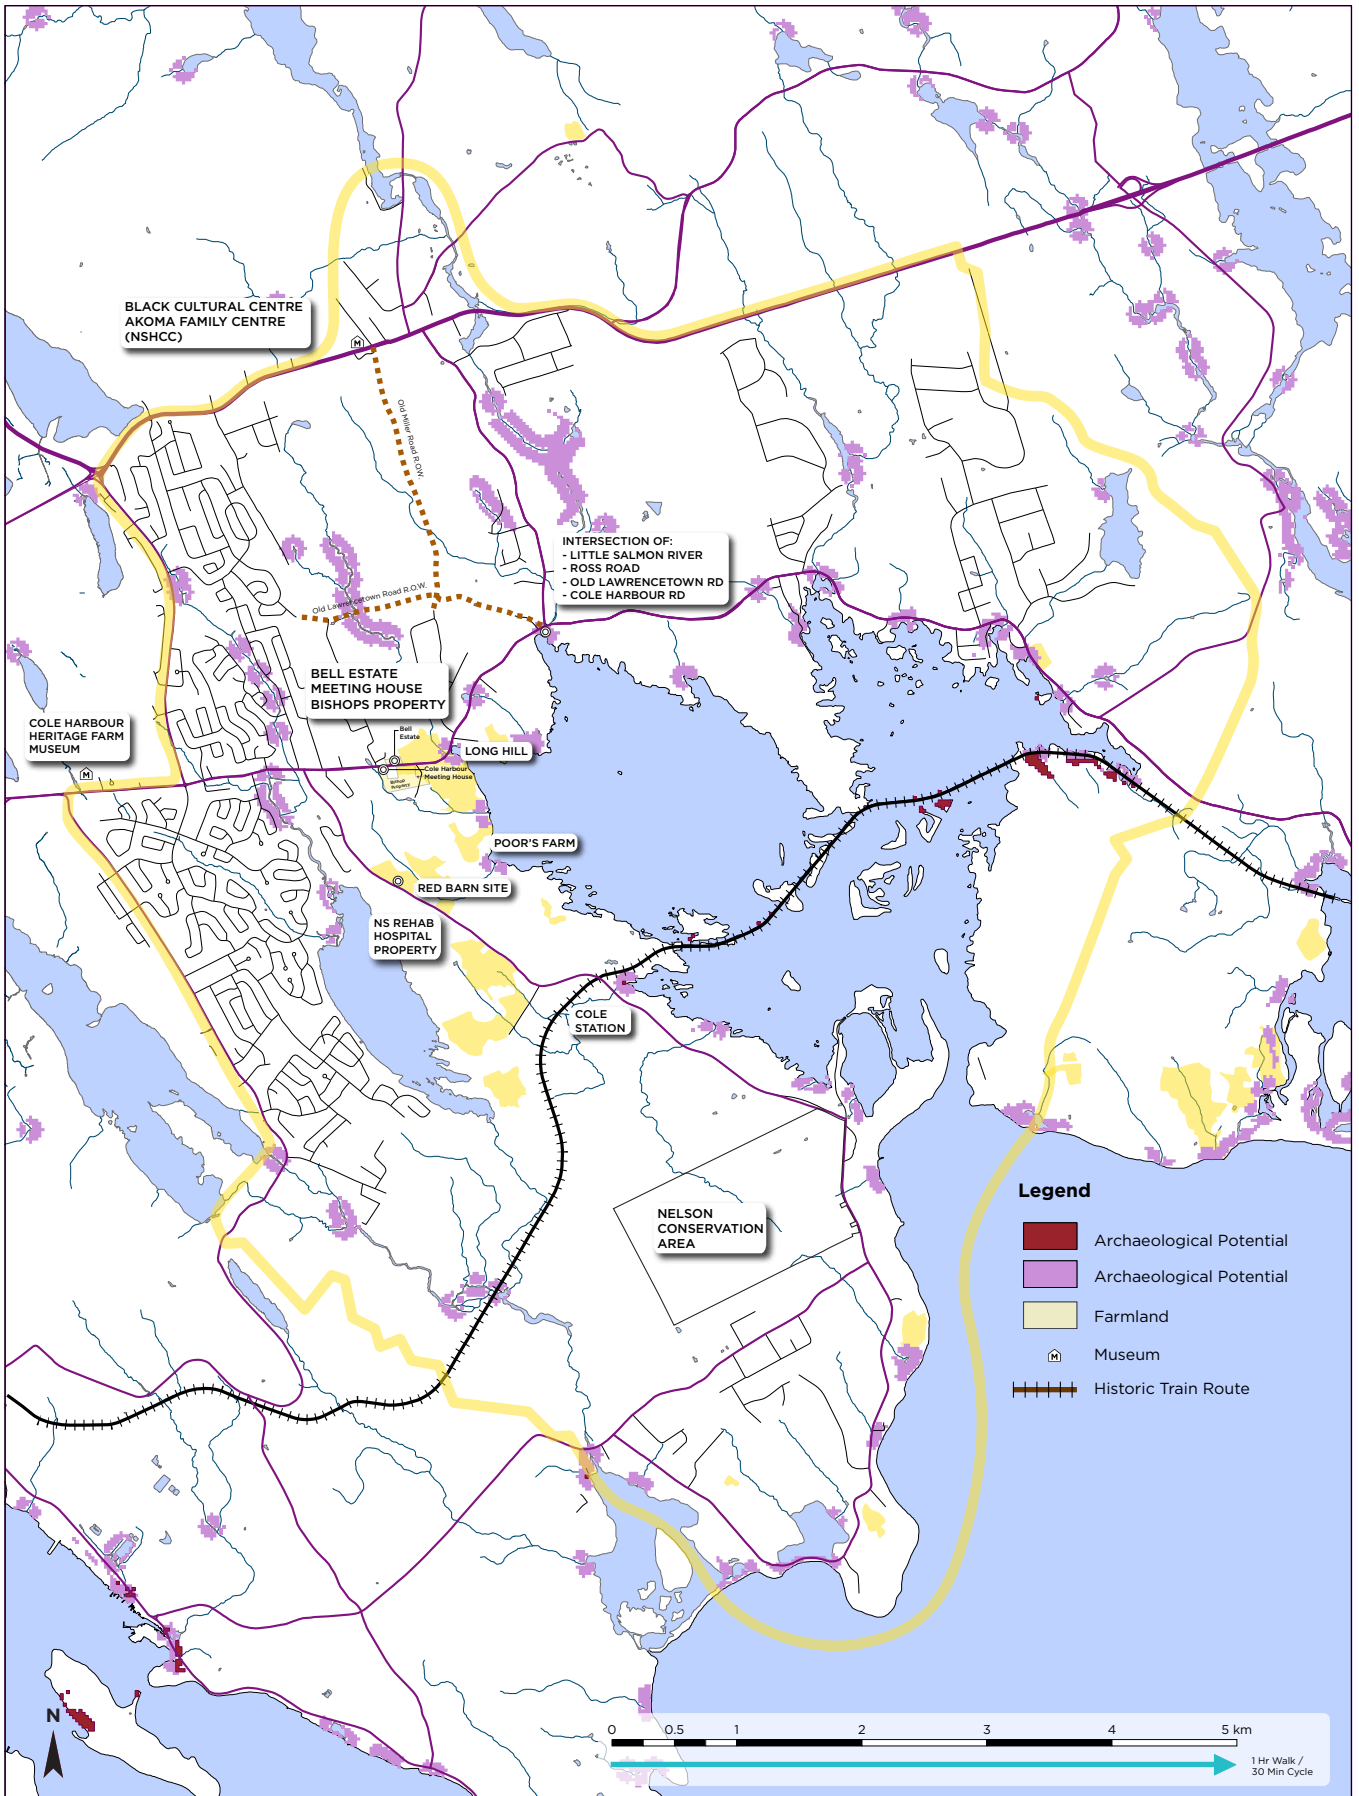 BLACK CULTURAL CENTRE
AKOMA FAMILY CENTRE
(NSHCC)
M
Old Miller Road R.O.W.
INTERSECTION OF:
- LITTLE SALMON RIVER
- ROSS ROAD
- OLD LAWRENCETOWN RD
- COLE HARBOUR RD
Old Lawrencetown Road R.O.W.
BELL ESTATE
MEETING HOUSE
BISHOPS PROPERTY
COLE HARBOUR
HERITAGE FARM
MUSEUM
M
Bell
Estate
LONG HILL
Cole Harbour
Meeting House
Bishop
Property
POOR'S FARM
RED BARN SITE
NS REHAB
HOSPITAL
PROPERTY
COLE
STATION
NELSON
CONSERVATION
AREA
Legend
Archaeological Potential
Archaeological Potential
Farmland
M Museum
Historic Train Route
N
0 0.5 1 2 3 4 5 km
1 Hr Walk /
30 Min Cycle